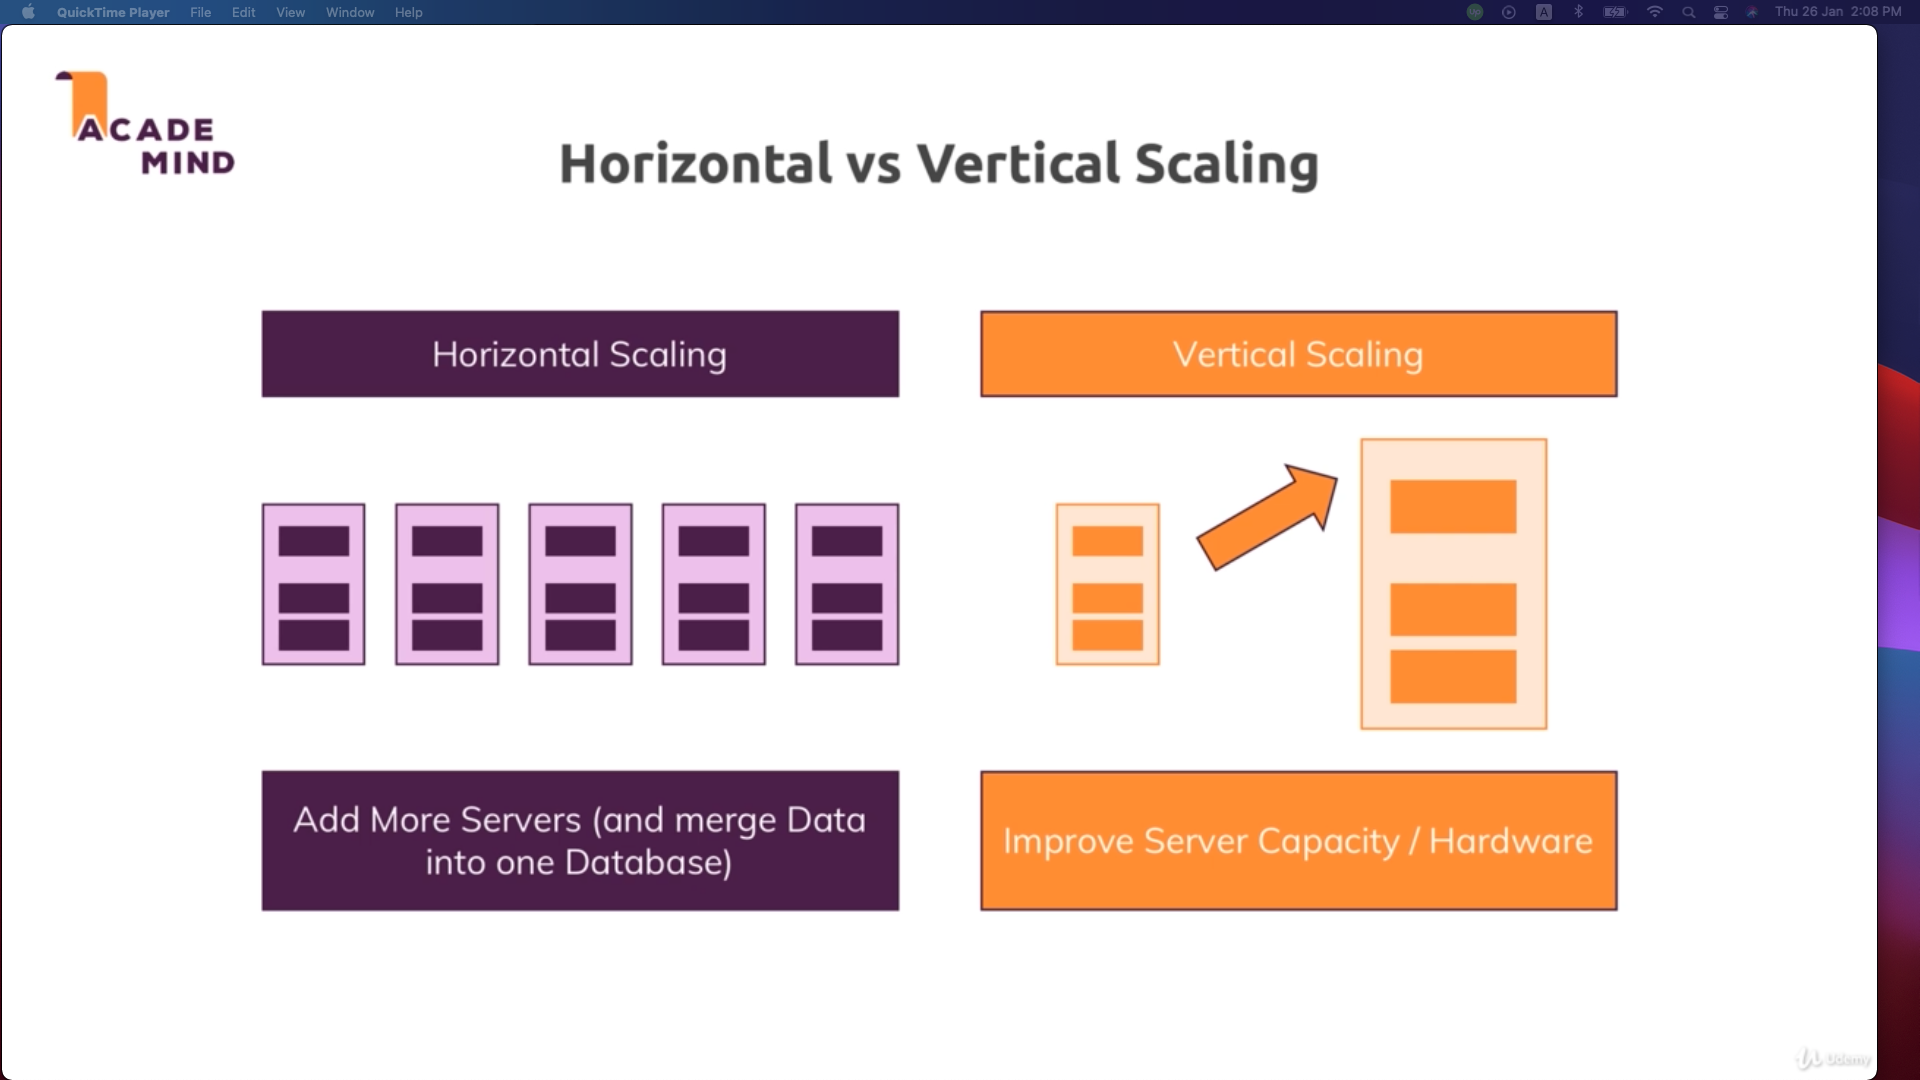 QuickTime Player File Edit View Window Help
A Thu 26 Jan 2:08 PM
ACADE
MIND
Horizontal vs Vertical Scaling
Horizontal Scaling
Vertical Scaling
Add More Servers (and merge Data
into one Database)
Improve Server Capacity / Hardware
Udemy